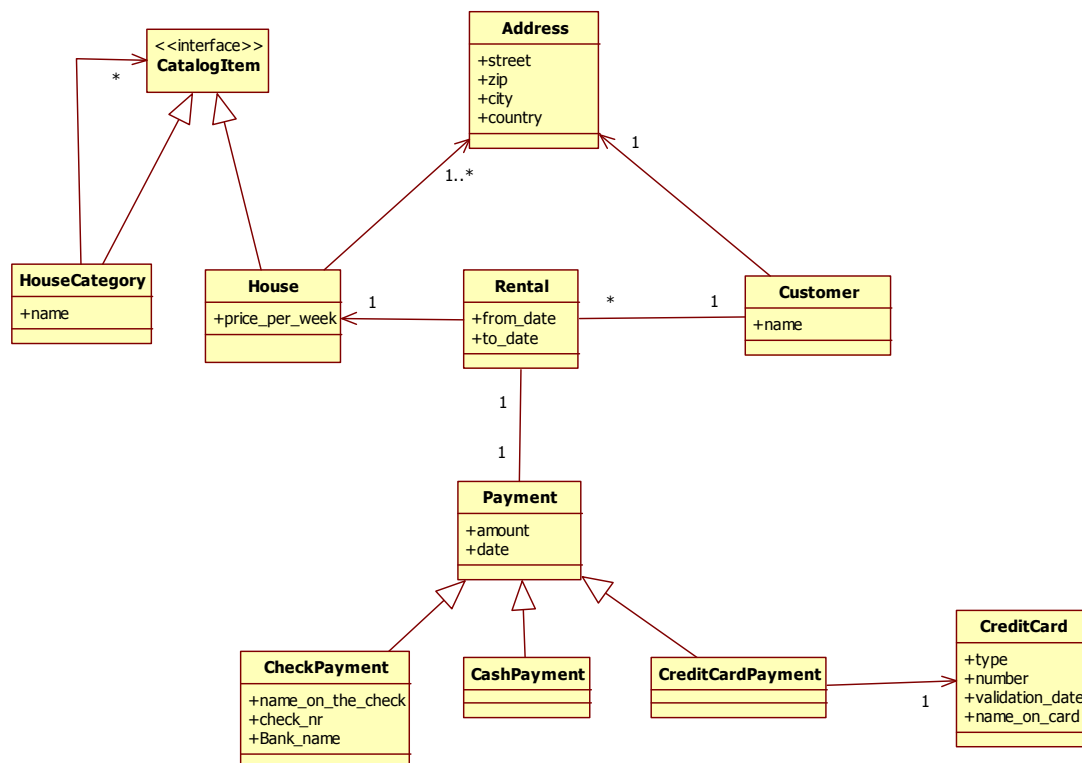 <<interface>>
CatalogItem
*
Address
+street
+zip
+city
+country
1..*
1
HouseCategory
+name
House
+price_per_week
1
Rental
+from_date
+to_date
*
1
Customer
+name
1
1
Payment
+amount
+date
CheckPayment
+name_on_the_check
+check_nr
+Bank_name
CashPayment
CreditCardPayment
1
CreditCard
+type
+number
+validation_date
+name_on_card